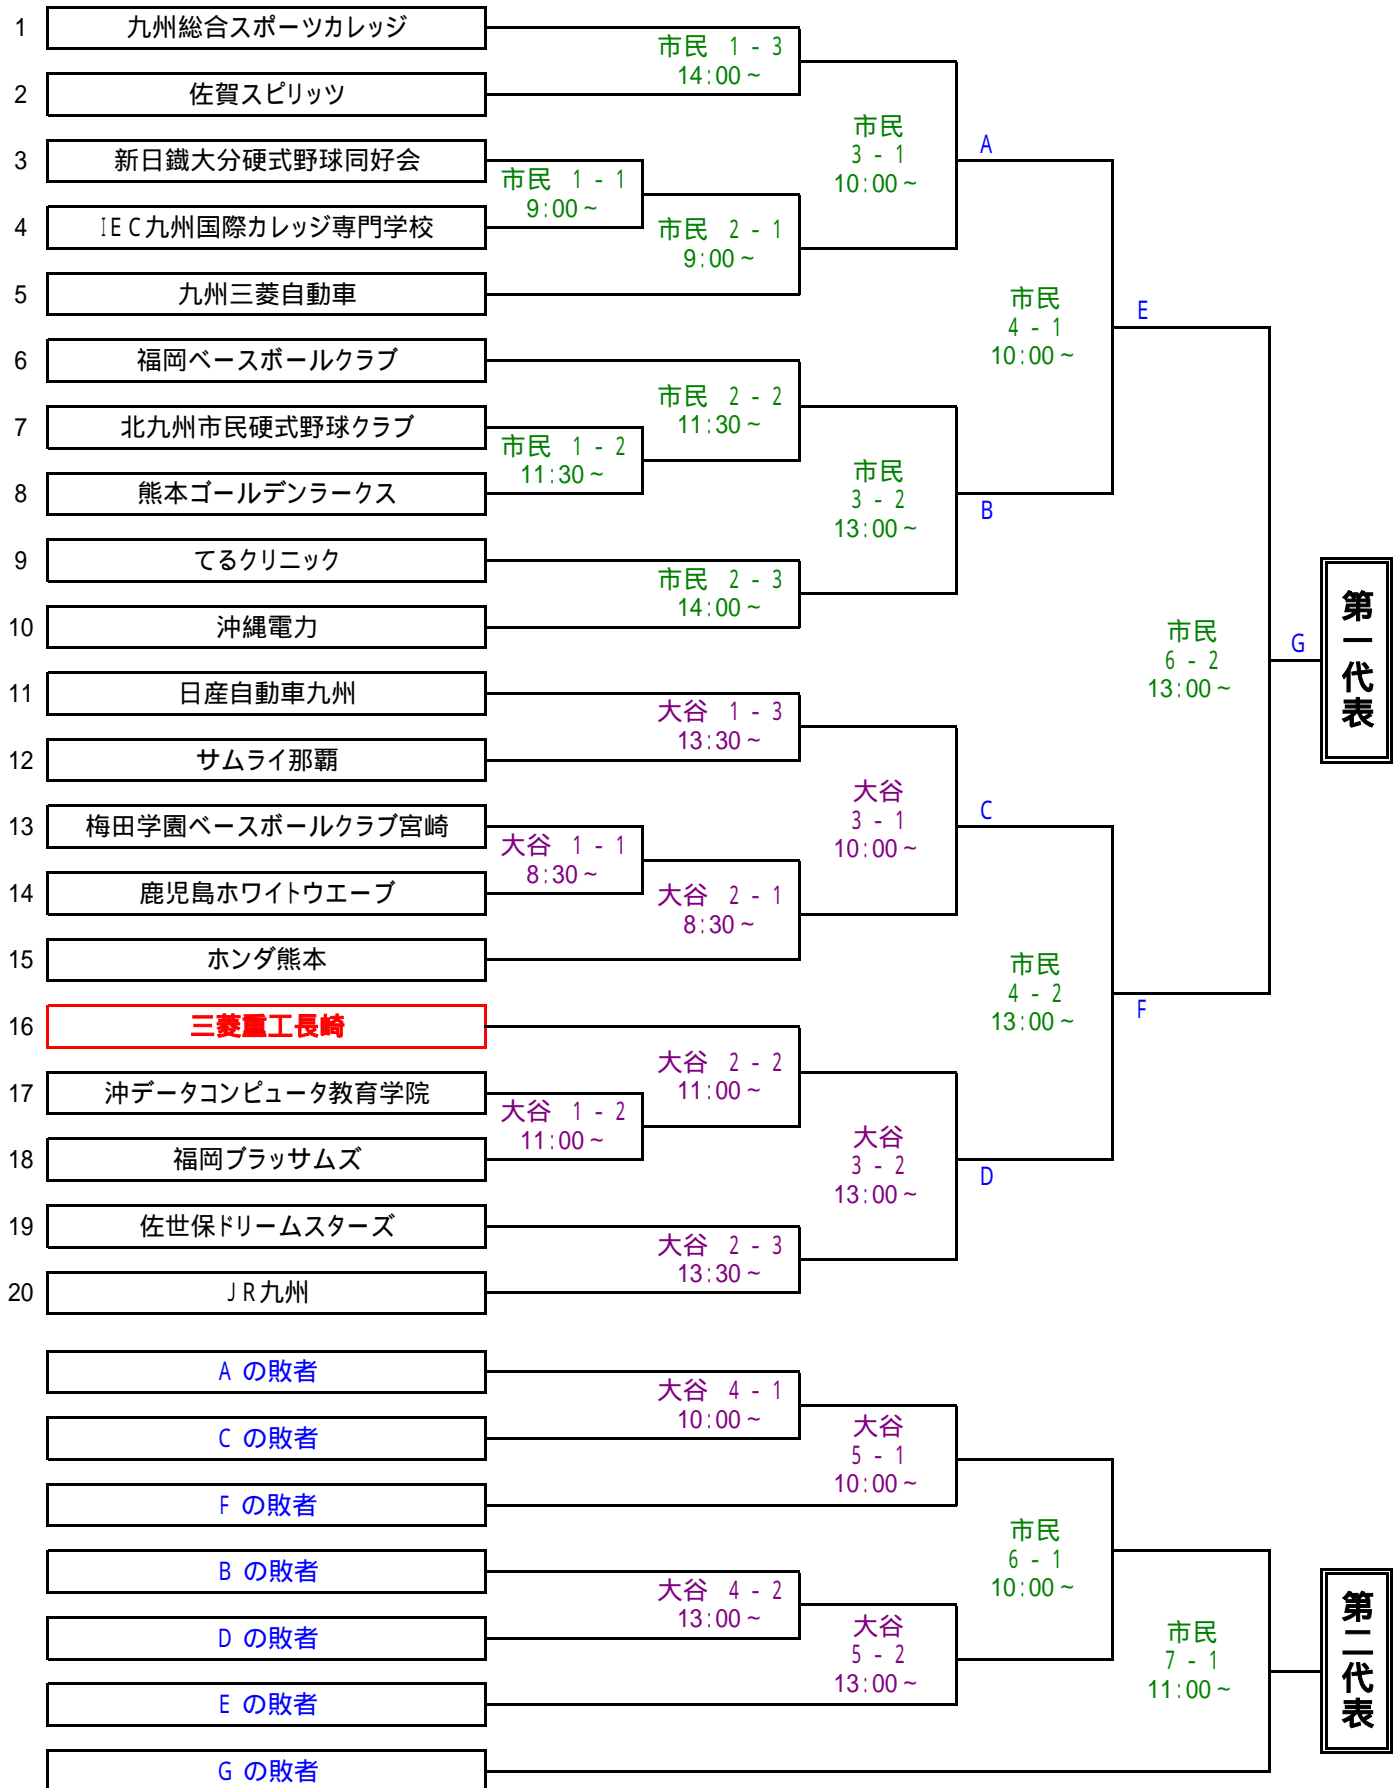 1 九州総合スポーツカレッジ
市民 1 - 3
14:00～
2 佐賀スピリッツ
市民
3 - 1
10:00～
A
3 新日鐵大分硬式野球同好会
市民 1 - 1
9:00～
4 IEC九州国際カレッジ専門学校
市民 2 - 1
9:00～
5 九州三菱自動車
市民
4 - 1
10:00～
E
6 福岡ベースボールクラブ
市民 2 - 2
11:30～
7 北九州市民硬式野球クラブ
市民 1 - 2
11:30～
8 熊本ゴールデンラークス
市民
3 - 2
13:00～
B
9 てるクリニック
市民 2 - 3
14:00～
10 沖縄電力
市民
6 - 2
13:00～
G
第一代表
11 日産自動車九州
大谷 1 - 3
13:30～
12 サムライ那覇
大谷
3 - 1
10:00～
C
13 梅田学園ベースボールクラブ宮崎
大谷 1 - 1
8:30～
14 鹿児島ホワイトウエーブ
大谷 2 - 1
8:30～
15 ホンダ熊本
市民
4 - 2
13:00～
F
16 三菱重工長崎
大谷 2 - 2
11:00～
17 沖データコンピュータ教育学院
大谷 1 - 2
11:00～
18 福岡ブラッサムズ
大谷
3 - 2
13:00～
D
19 佐世保ドリームスターズ
大谷 2 - 3
13:30～
20 JR九州
A の敗者
大谷 4 - 1
10:00～
C の敗者
大谷
5 - 1
10:00～
F の敗者
市民
6 - 1
10:00～
B の敗者
大谷 4 - 2
13:00～
D の敗者
大谷
5 - 2
13:00～
市民
7 - 1
11:00～
第二代表
E の敗者
G の敗者